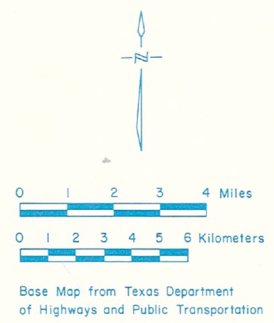 N
0 1 2 3 4 Miles
0 1 2 3 4 5 6 Kilometers
Base Map from Texas Department
of Highways and Public Transportation